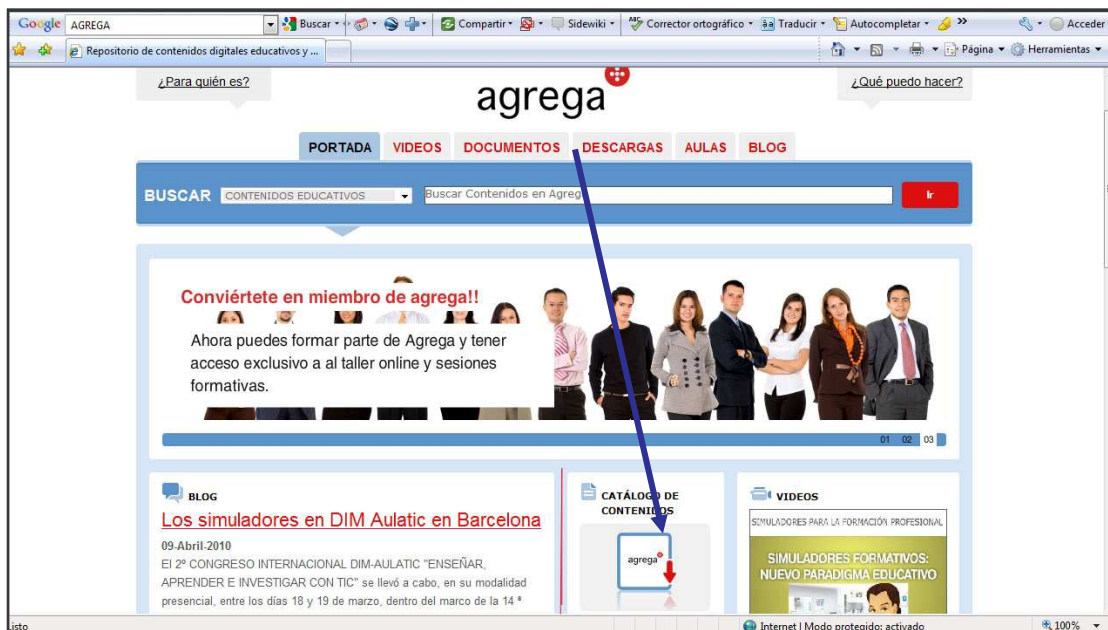 Google AGREGA Buscar Compartir Sidewiki Corrector ortográfico Traducir Autocompletar » Acceder
Repositorio de contenidos digitales educativos y ... Página Herramientas
¿Para quién es? agrega ¿Qué puedo hacer?
PORTADA VIDEOS DOCUMENTOS DESCARGAS AULAS BLOG
BUSCAR CONTENIDOS EDUCATIVOS Buscar Contenidos en Agreg Ir
Conviértete en miembro de agrega!!
Ahora puedes formar parte de Agrega y tener
acceso exclusivo a al taller online y sesiones
formativas.
01 02 03
BLOG
Los simuladores en DIM Aulatic en Barcelona
09-Abril-2010
El 2º CONGRESO INTERNACIONAL DIM-AULATIC "ENSEÑAR,
APRENDER E INVESTIGAR CON TIC" se llevó a cabo, en su modalidad
presencial, entre los días 18 y 19 de marzo, dentro del marco de la 14 ª
CATÁLOGO DE
CONTENIDOS
agrega
VIDEOS
SIMULADORES PARA LA FORMACIÓN PROFESIONAL
SIMULADORES FORMATIVOS:
NUEVO PARADIGMA EDUCATIVO
isto Internet | Modo protegido: activado 100%